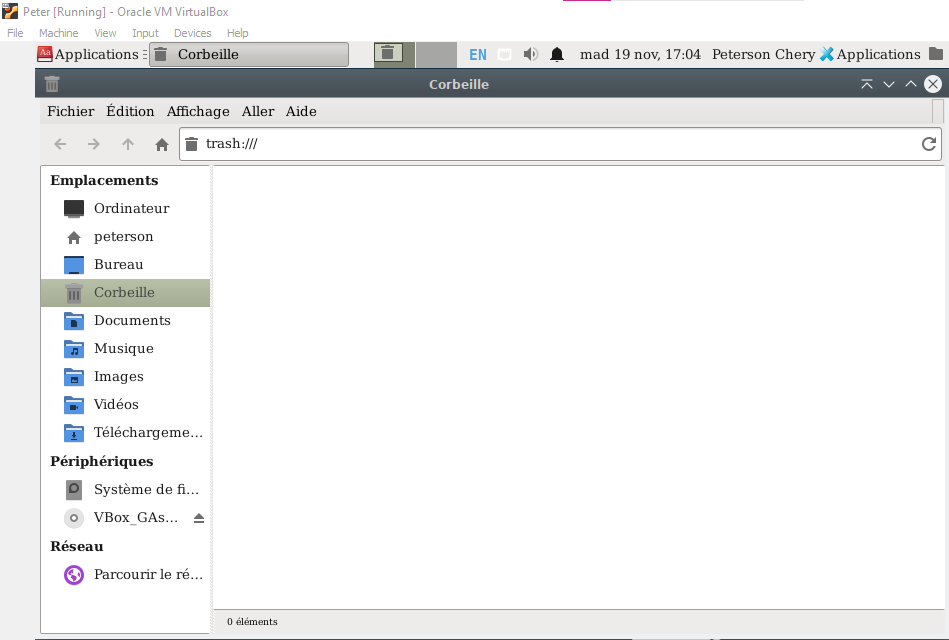 Peter [Running] - Oracle VM VirtualBox
File Machine View Input Devices Help
Aa Applications Corbeille EN mad 19 nov, 17:04 Peterson Chery Applications
Corbeille
Fichier Édition Affichage Aller Aide
trash:///
Emplacements
Ordinateur
peterson
Bureau
Corbeille
Documents
Musique
Images
Vidéos
Téléchargeme...
Périphériques
Système de fi...
VBox_GAs...
Réseau
Parcourir le ré...
0 éléments